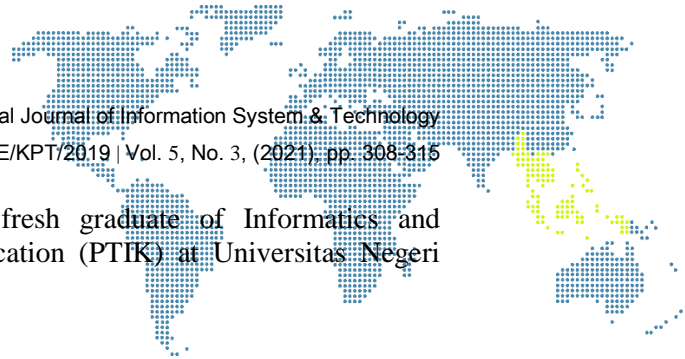 al Journal of Information System & Technology
E/KPT/2019 | Vol. 5, No. 3, (2021), pp. 308-315
fresh graduate of Informatics and
cation (PTIK) at Universitas Negeri